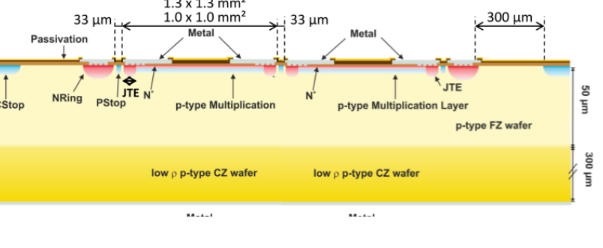 1.3 x 1.3 mm²
33 µm
1.0 x 1.0 mm²
33 µm
300 µm
Passivation
Metal
Metal
CStop
NRing
PStop
JTE
N⁺
p-type Multiplication
N⁺
p-type Multiplication Layer
JTE
p-type FZ wafer
50 µm
low ρ p-type CZ wafer
low ρ p-type CZ wafer
300 µm
Metal
Metal